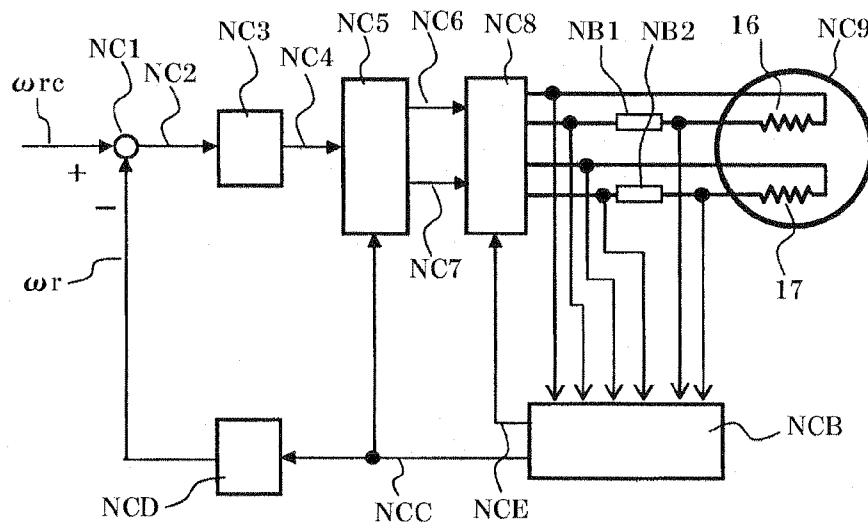 NC1
NC2
NC3
NC4
NC5
NC6
NC8
NB1
NB2
16
NC9
ωrc
+
−
NC7
17
ωr
NCB
NCD
NCC
NCE